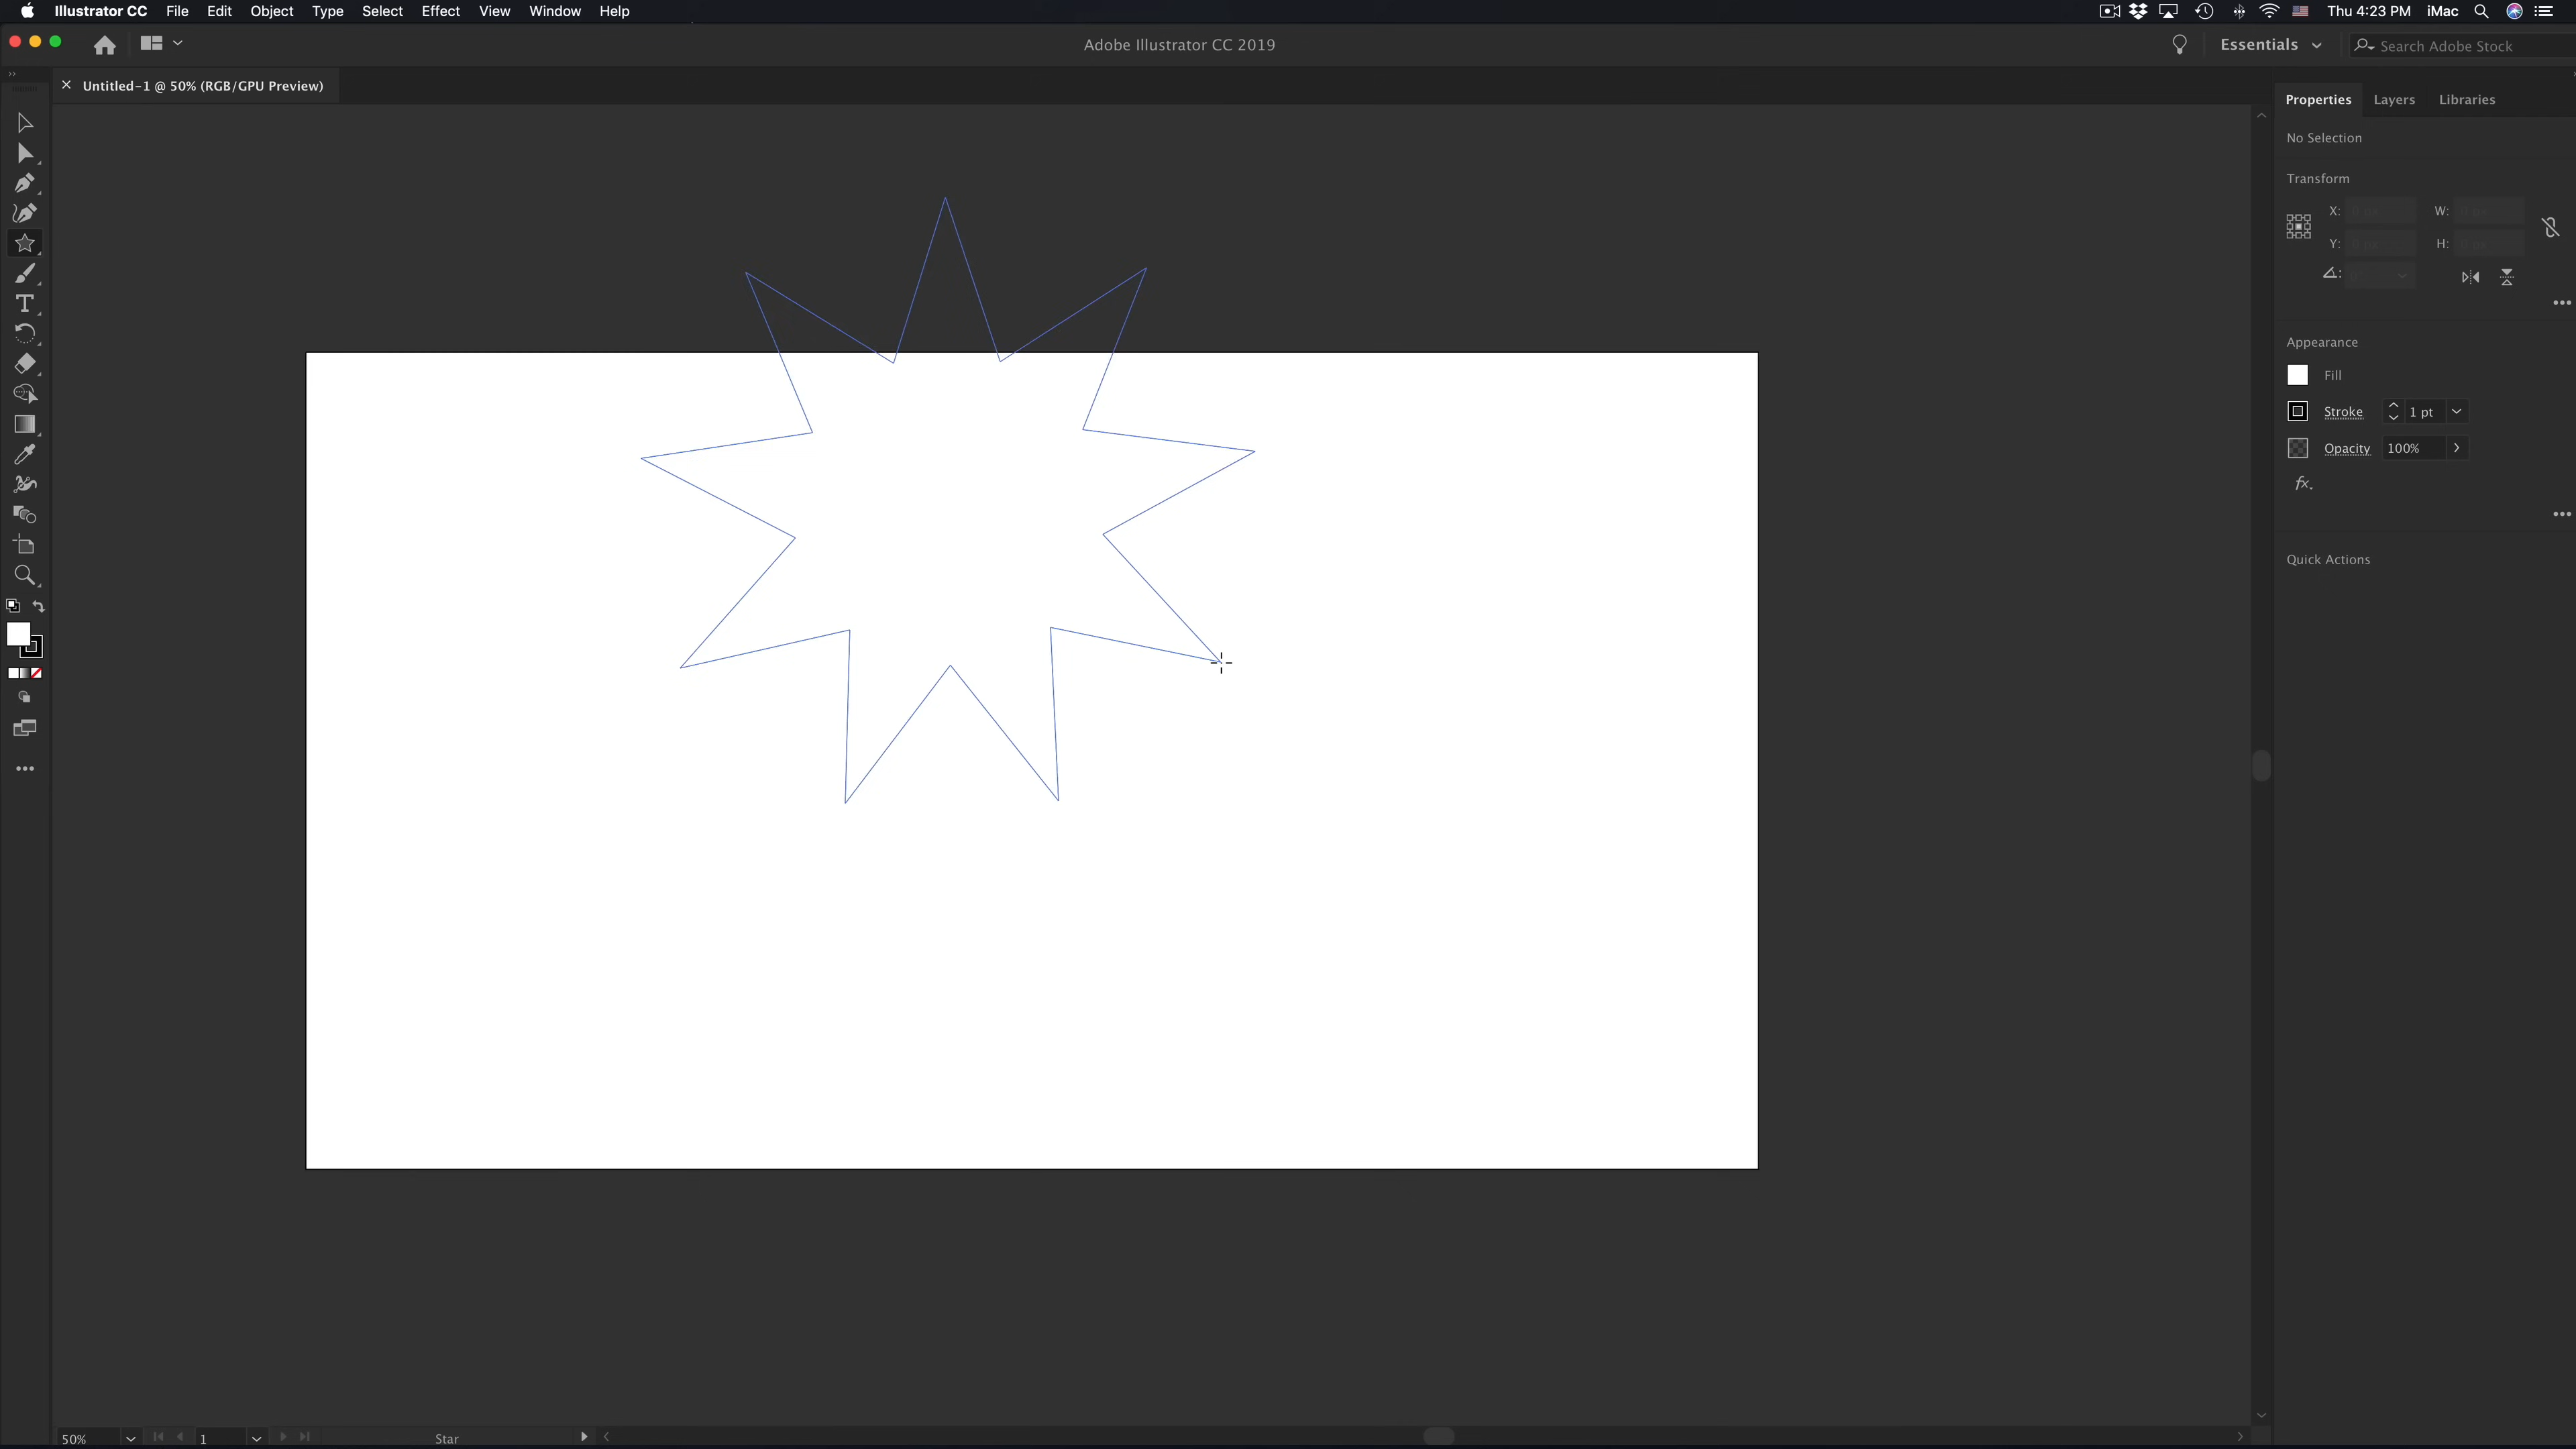 Illustrator CC File Edit Object Type Select Effect View Window Help Thu 4:23 PM iMac
Adobe Illustrator CC 2019 Essentials Search Adobe Stock
Untitled-1 @ 50% (RGB/GPU Preview)
Properties Layers Libraries
No Selection
Transform
X: W:
Y: H:
Appearance
Fill
Stroke 1 pt
Opacity 100%
fx.
Quick Actions
50% 1 Star